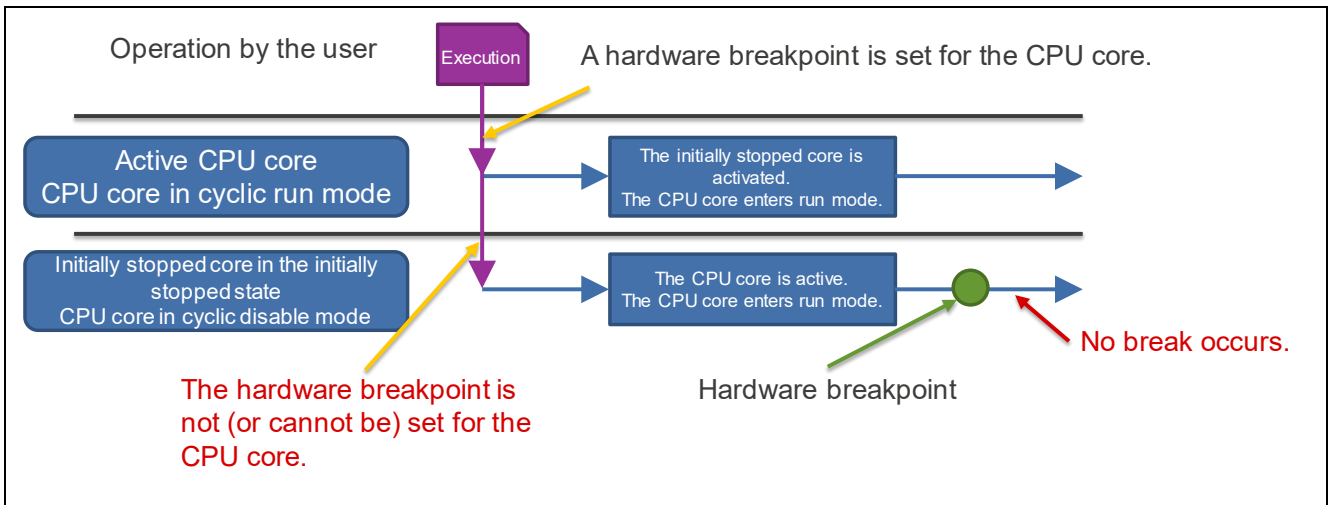 Operation by the user
Execution
A hardware breakpoint is set for the CPU core.
Active CPU core
CPU core in cyclic run mode
The initially stopped core is
activated.
The CPU core enters run mode.
Initially stopped core in the initially
stopped state
CPU core in cyclic disable mode
The CPU core is active.
The CPU core enters run mode.
No break occurs.
The hardware breakpoint is
not (or cannot be) set for the
CPU core.
Hardware breakpoint